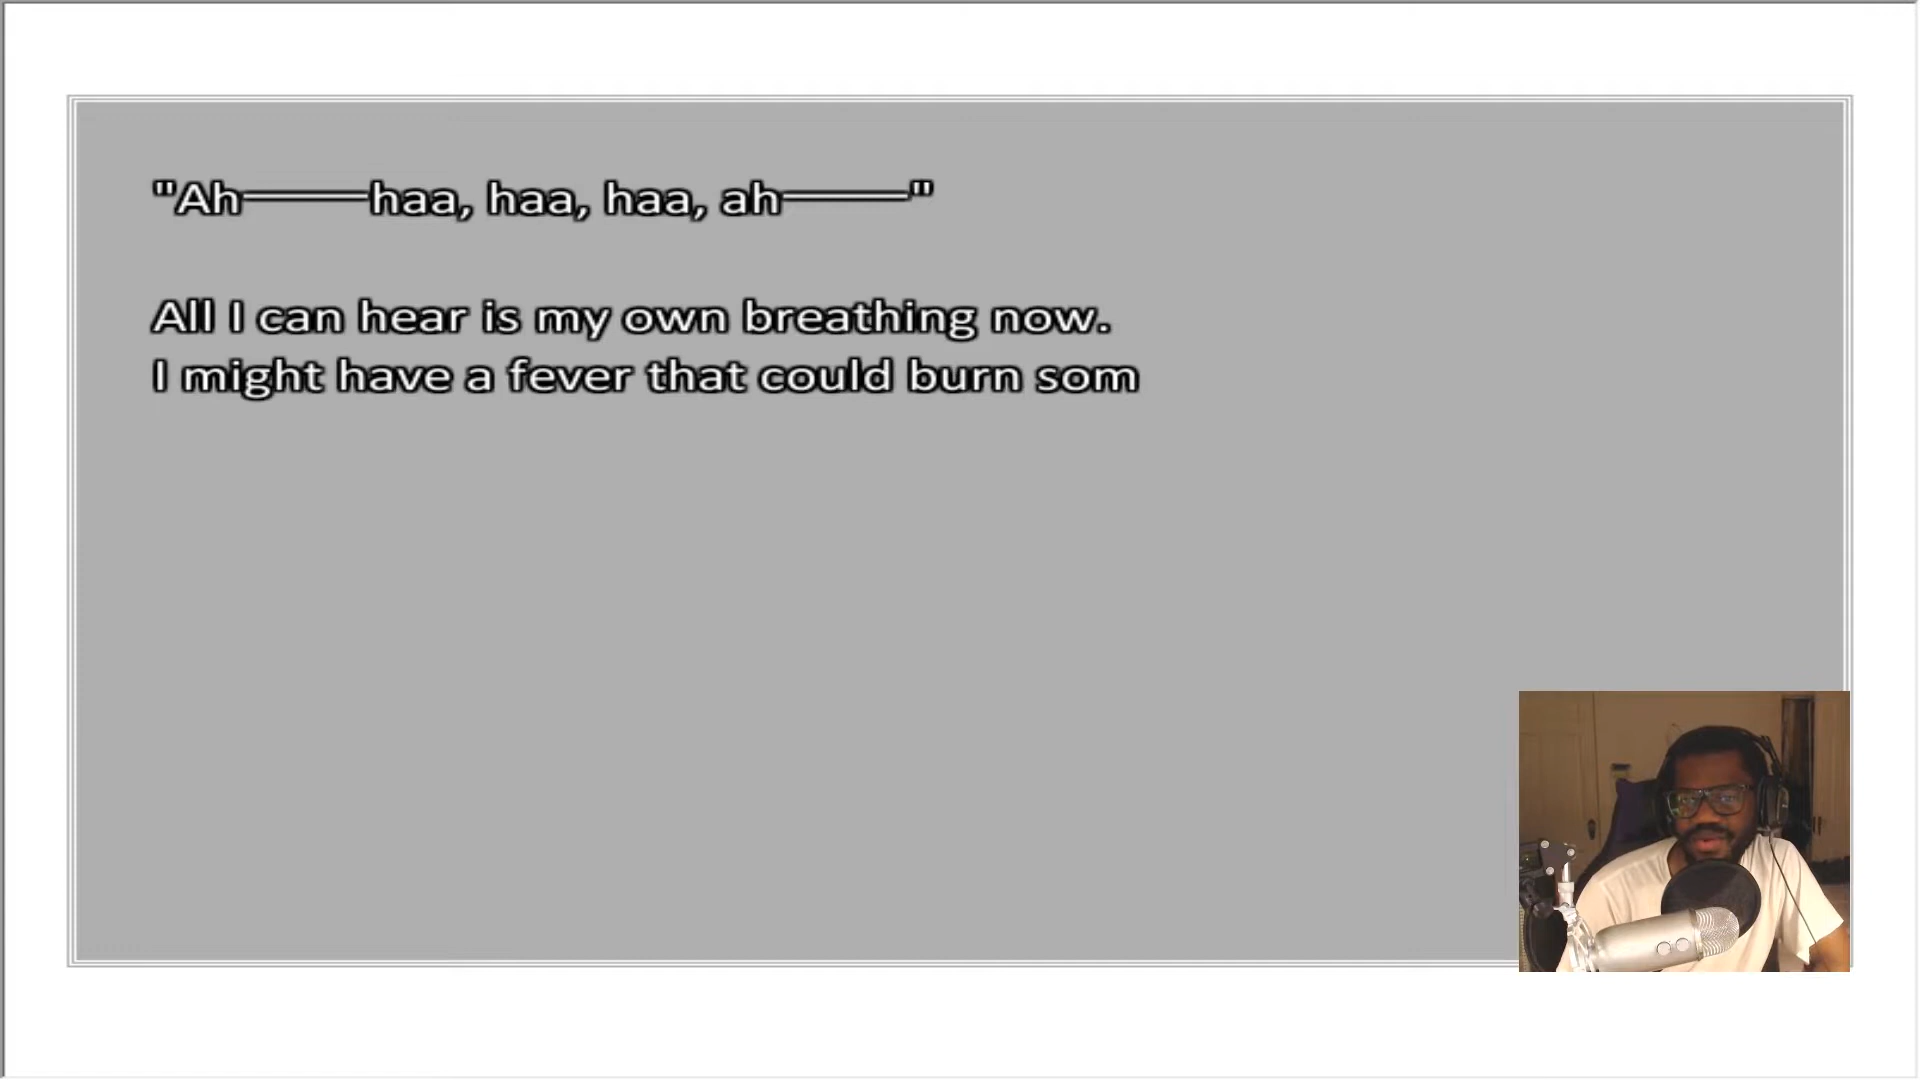 "Ah────haa, haa, haa, ah────"
All I can hear is my own breathing now.
I might have a fever that could burn som